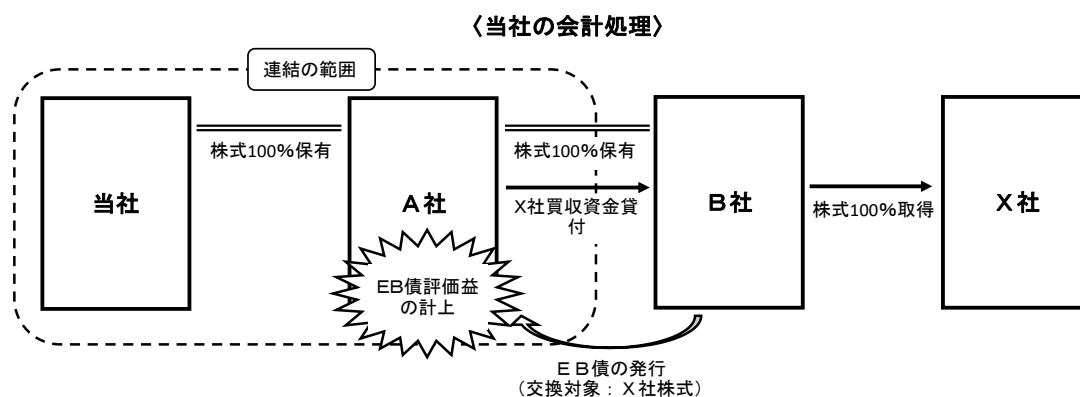 〈当社の会計処理〉
連結の範囲
株式100%保有
株式100%保有
当社
A社
X社買収資金貸
付
B社
株式100%取得
X社
EB債評価益
の計上
EB債の発行
(交換対象:X社株式)